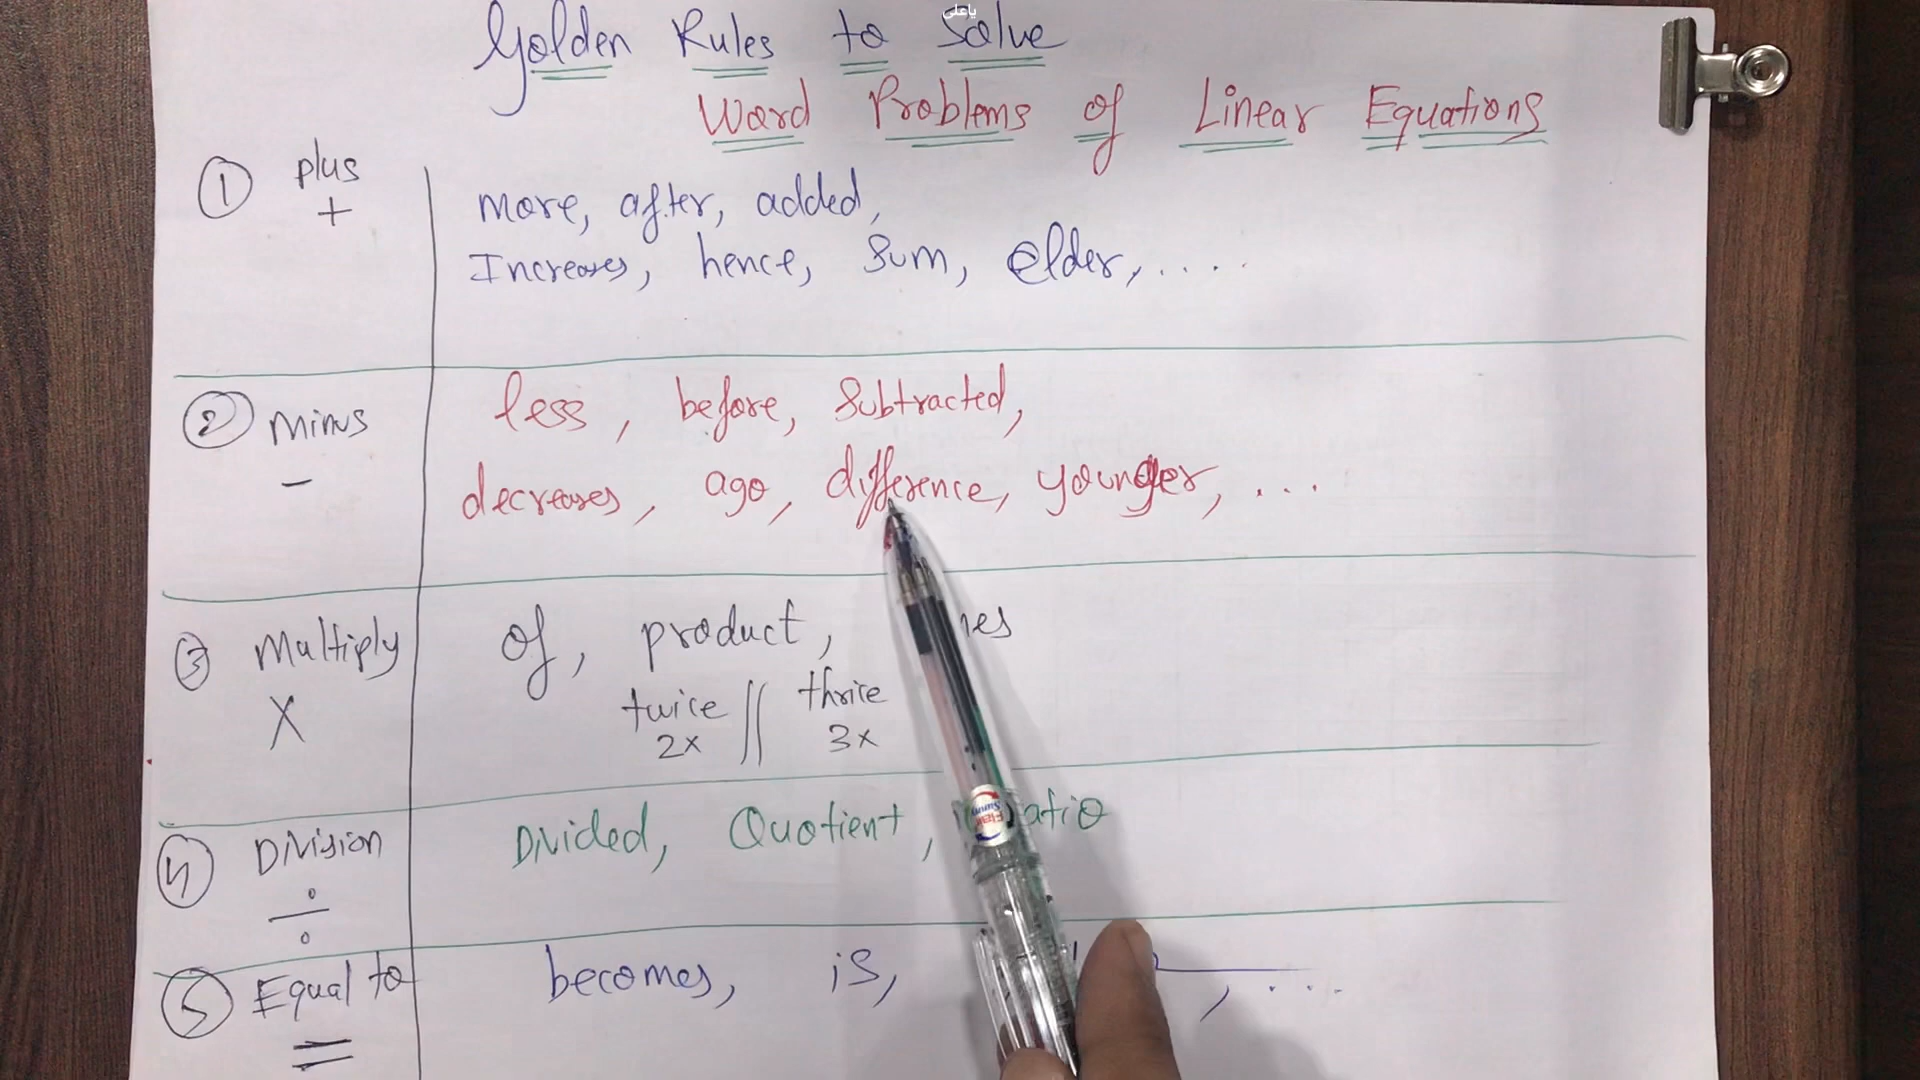 ياعلى
Golden Rules to Solve
Word Problems of Linear Equations
① plus
+
more, after, added,
Increases, hence, Sum, elder, ....
② Minus
−
less, before, Subtracted,
decreases, ago, difference, younger, ...
③ Multiply
X
of, product,
twice || thrice
2x || 3x
④ Division
÷
Divided, Quotient,
⑤ Equal to
=
becomes, is, , ...